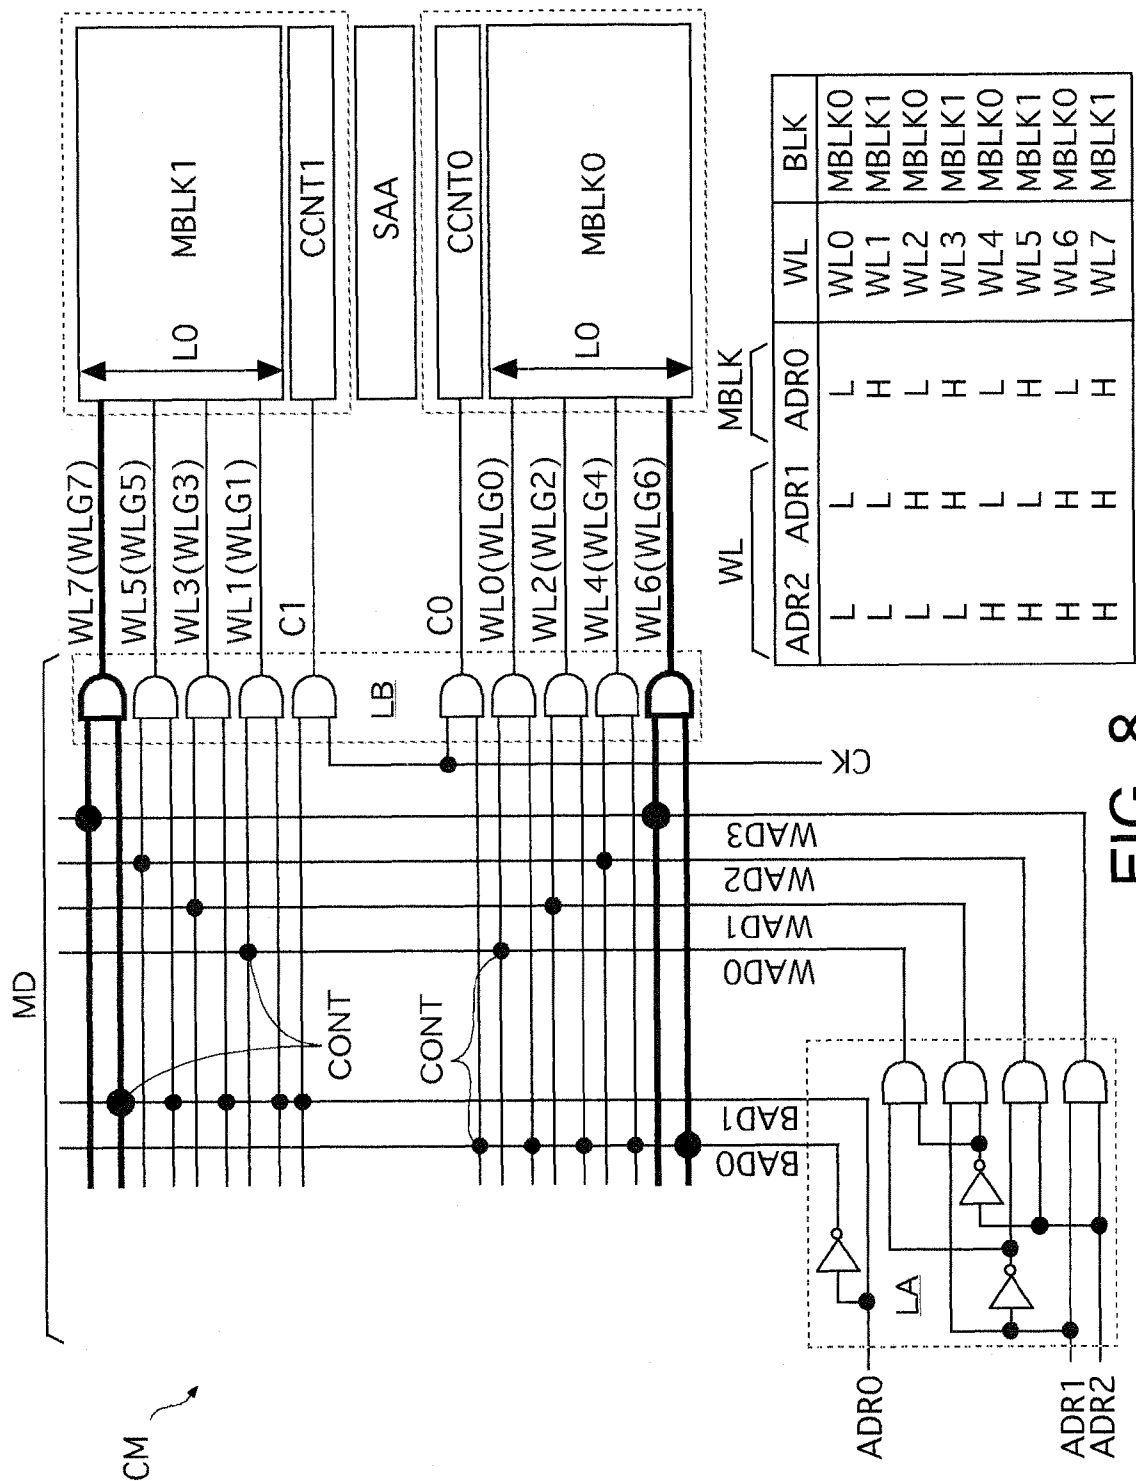 MBLK1
L0
CCNT1
SAA
CCNT0
MBLK0
L0
WL7(WLG7)
WL5(WLG5)
WL3(WLG3)
WL1(WLG1)
C1
C0
WL0(WLG0)
WL2(WLG2)
WL4(WLG4)
WL6(WLG6)
LB
MD
CK
WAD3
WAD2
WAD1
WAD0
CONT
CONT
BAD1
BAD0
LA
ADR0
ADR1
ADR2
CM
WL MBLK
ADR2 ADR1 ADR0 WL BLK
L L L WL0 MBLK0
L L H WL1 MBLK1
L H L WL2 MBLK0
L H H WL3 MBLK1
H L L WL4 MBLK0
H L H WL5 MBLK1
H H L WL6 MBLK0
H H H WL7 MBLK1
FIG. 8